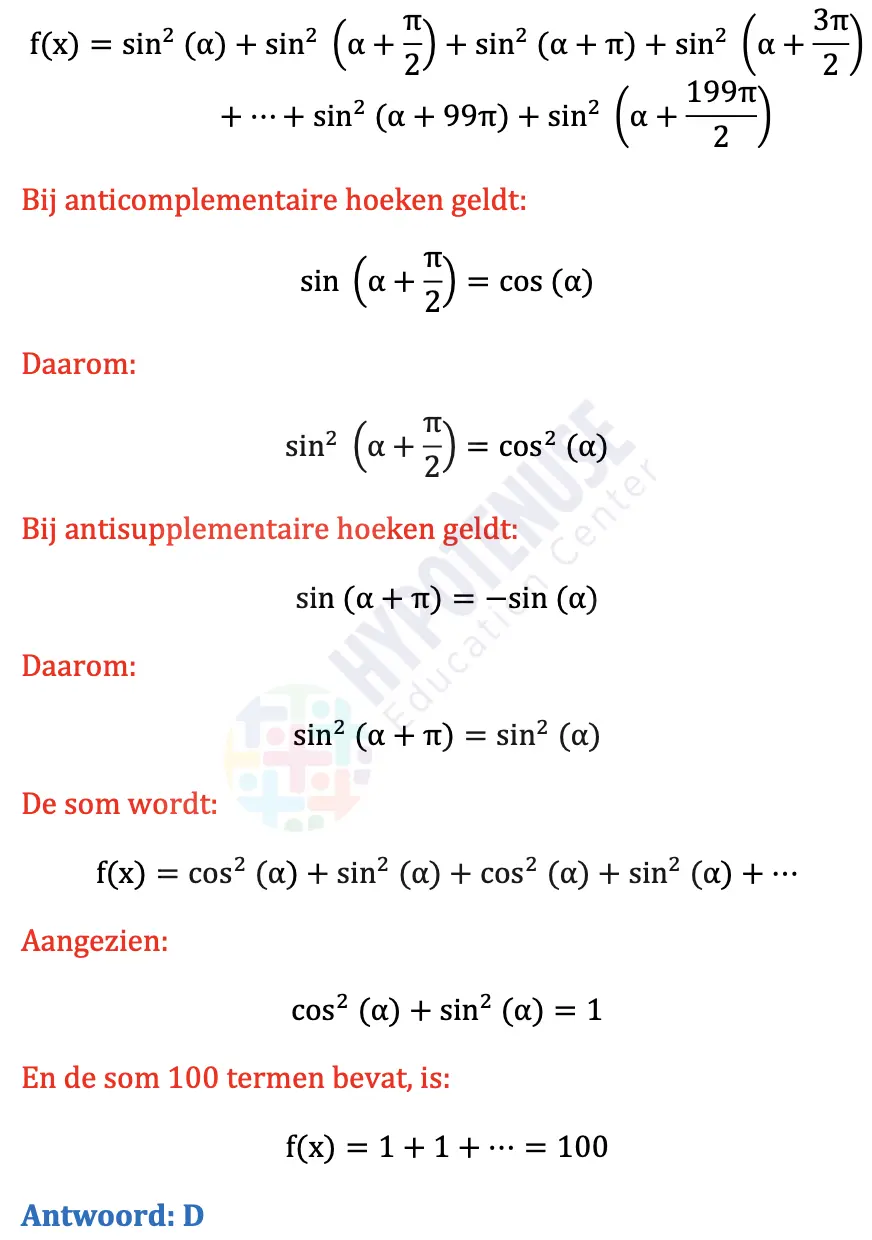 f(x) = sin² (α) + sin² (α + π/2) + sin² (α + π) + sin² (α + 3π/2)
+ ⋯ + sin² (α + 99π) + sin² (α + 199π/2)
Bij anticomplementaire hoeken geldt:
sin (α + π/2) = cos (α)
Daarom:
sin² (α + π/2) = cos² (α)
Bij antisupplementaire hoeken geldt:
sin (α + π) = −sin (α)
Daarom:
sin² (α + π) = sin² (α)
De som wordt:
f(x) = cos² (α) + sin² (α) + cos² (α) + sin² (α) + ⋯
Aangezien:
cos² (α) + sin² (α) = 1
En de som 100 termen bevat, is:
f(x) = 1 + 1 + ⋯ = 100
Antwoord: D
HYPOTENUSE
Education Center